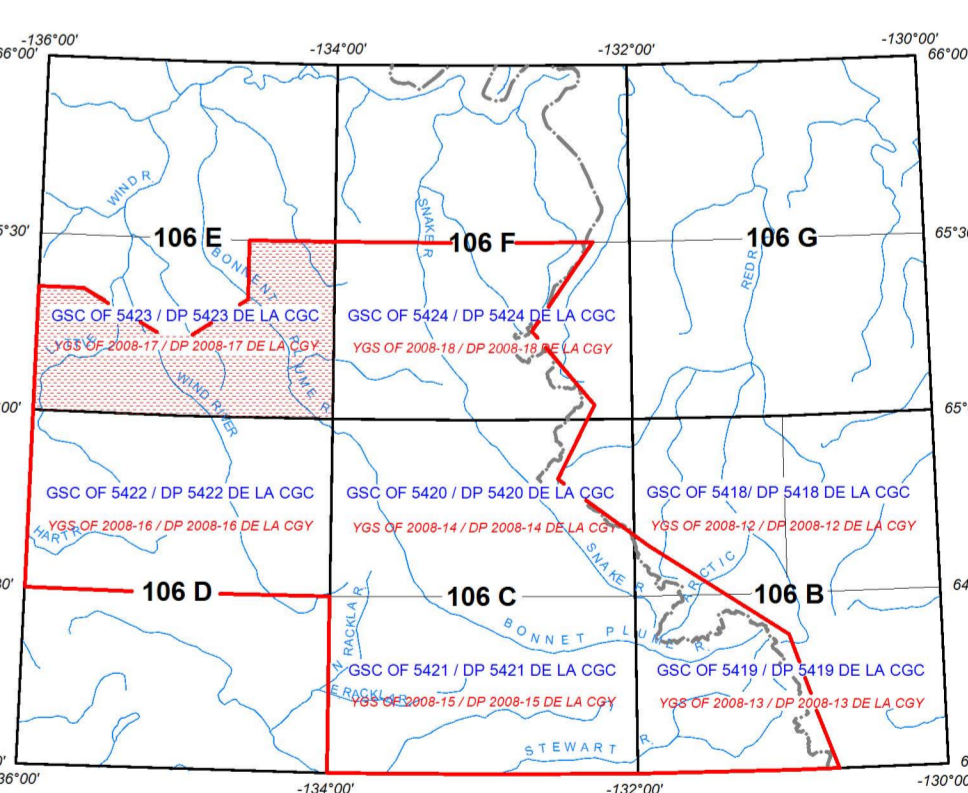 -136°00'
-134°00'
-132°00'
-130°00'
66°00'
66°00'
WIND R.
SNAKE R
RED R
5°30'
106 E
106 F
106 G
65°3
BONNET PLUME R.
GSC OF 5423 / DP 5423 DE LA CGC
GSC OF 5424 / DP 5424 DE LA CGC
YGS OF 2008-17 / DP 2008-17 DE LA CGY
YGS OF 2008-18 / DP 2008-18 DE LA CGY
LITTLE
WIND RIVER
°00'
65°
GSC OF 5422 / DP 5422 DE LA CGC
GSC OF 5420 / DP 5420 DE LA CGC
GSC OF 5418/ DP 5418 DE LA CGC
YGS OF 2008-16 / DP 2008-16 DE LA CGY
YGS OF 2008-14 / DP 2008-14 DE LA CGY
YGS OF 2008-12 / DP 2008-12 DE LA CGY
HART R.
SNAKE R.
ARCTIC
30'
106 D
106 C
106 B
64°
BONNET PLUME R.
N RACKLA R.
GSC OF 5421 / DP 5421 DE LA CGC
GSC OF 5419 / DP 5419 DE LA CGC
E RACKLA R.
YGS OF 2008-15 / DP 2008-15 DE LA CGY
YGS OF 2008-13 / DP 2008-13 DE LA CGY
STEWART R.
36°00'
-134°00'
-132°00'
-130°00'